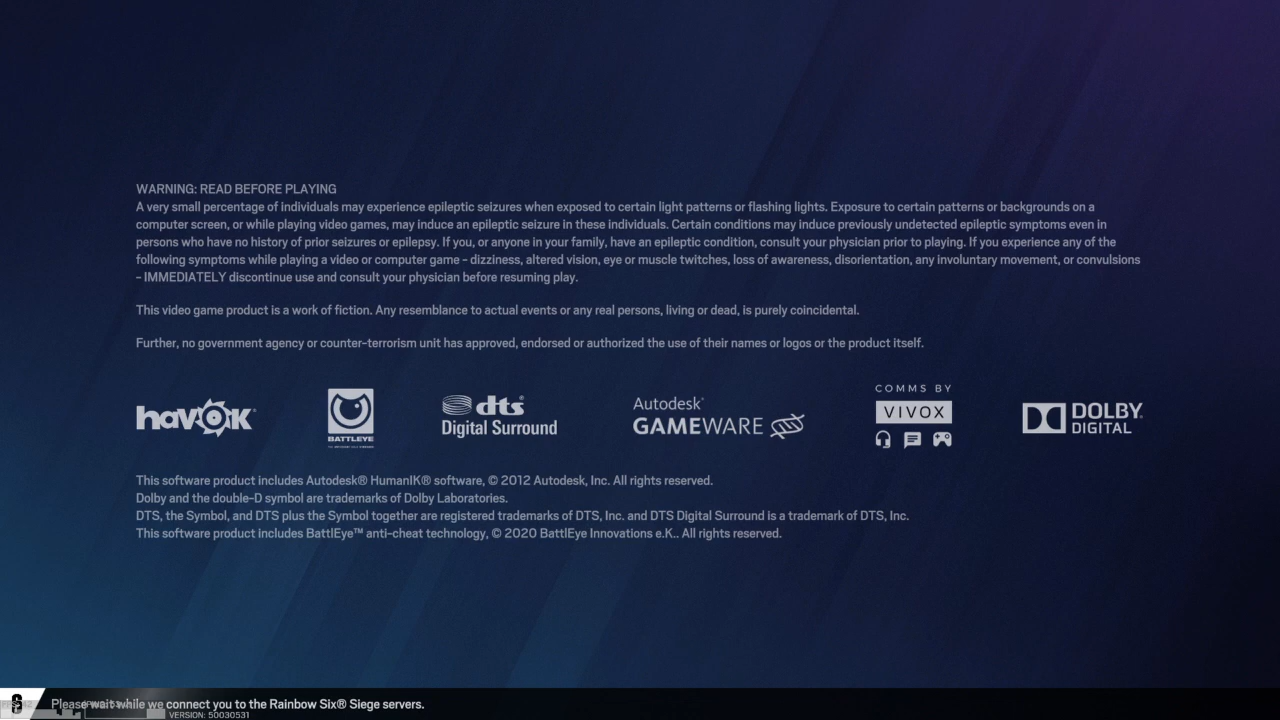 WARNING: READ BEFORE PLAYING
A very small percentage of individuals may experience epileptic seizures when exposed to certain light patterns or flashing lights. Exposure to certain patterns or backgrounds on a
computer screen, or while playing video games, may induce an epileptic seizure in these individuals. Certain conditions may induce previously undetected epileptic symptoms even in
persons who have no history of prior seizures or epilepsy. If you, or anyone in your family, have an epileptic condition, consult your physician prior to playing. If you experience any of the
following symptoms while playing a video or computer game - dizziness, altered vision, eye or muscle twitches, loss of awareness, disorientation, any involuntary movement, or convulsions
- IMMEDIATELY discontinue use and consult your physician before resuming play.
This video game product is a work of fiction. Any resemblance to actual events or any real persons, living or dead, is purely coincidental.
Further, no government agency or counter-terrorism unit has approved, endorsed or authorized the use of their names or logos or the product itself.
havok
BATTLEYE
dts
Digital Surround
Autodesk®
GAMEWARE
COMMS BY
VIVOX
DOLBY®
DIGITAL
This software product includes Autodesk® HumanIK® software, © 2012 Autodesk, Inc. All rights reserved.
Dolby and the double-D symbol are trademarks of Dolby Laboratories.
DTS, the Symbol, and DTS plus the Symbol together are registered trademarks of DTS, Inc. and DTS Digital Surround is a trademark of DTS, Inc.
This software product includes BattlEye™ anti-cheat technology, © 2020 BattlEye Innovations e.K.. All rights reserved.
Please wait while we connect you to the Rainbow Six® Siege servers.
VERSION: 50030531